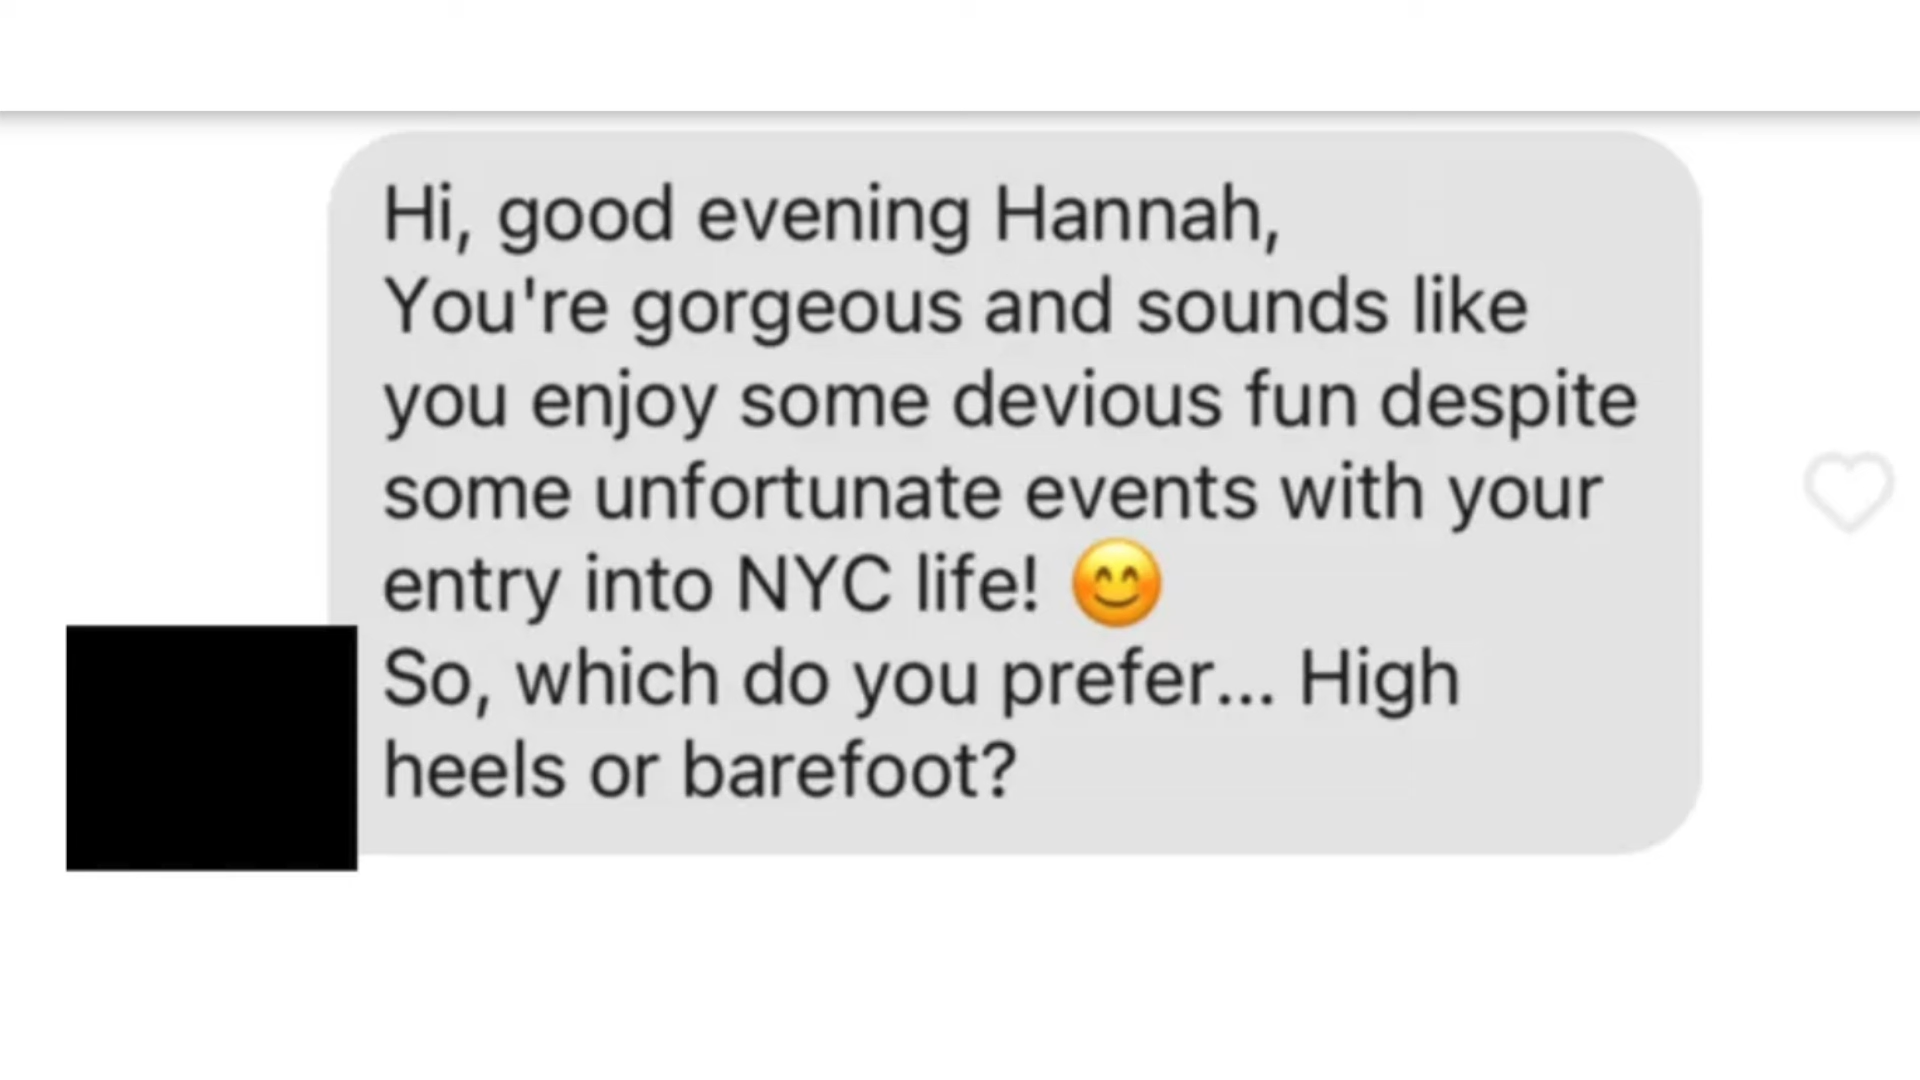 Hi, good evening Hannah,
You're gorgeous and sounds like
you enjoy some devious fun despite
some unfortunate events with your
entry into NYC life! 😊
So, which do you prefer... High
heels or barefoot?